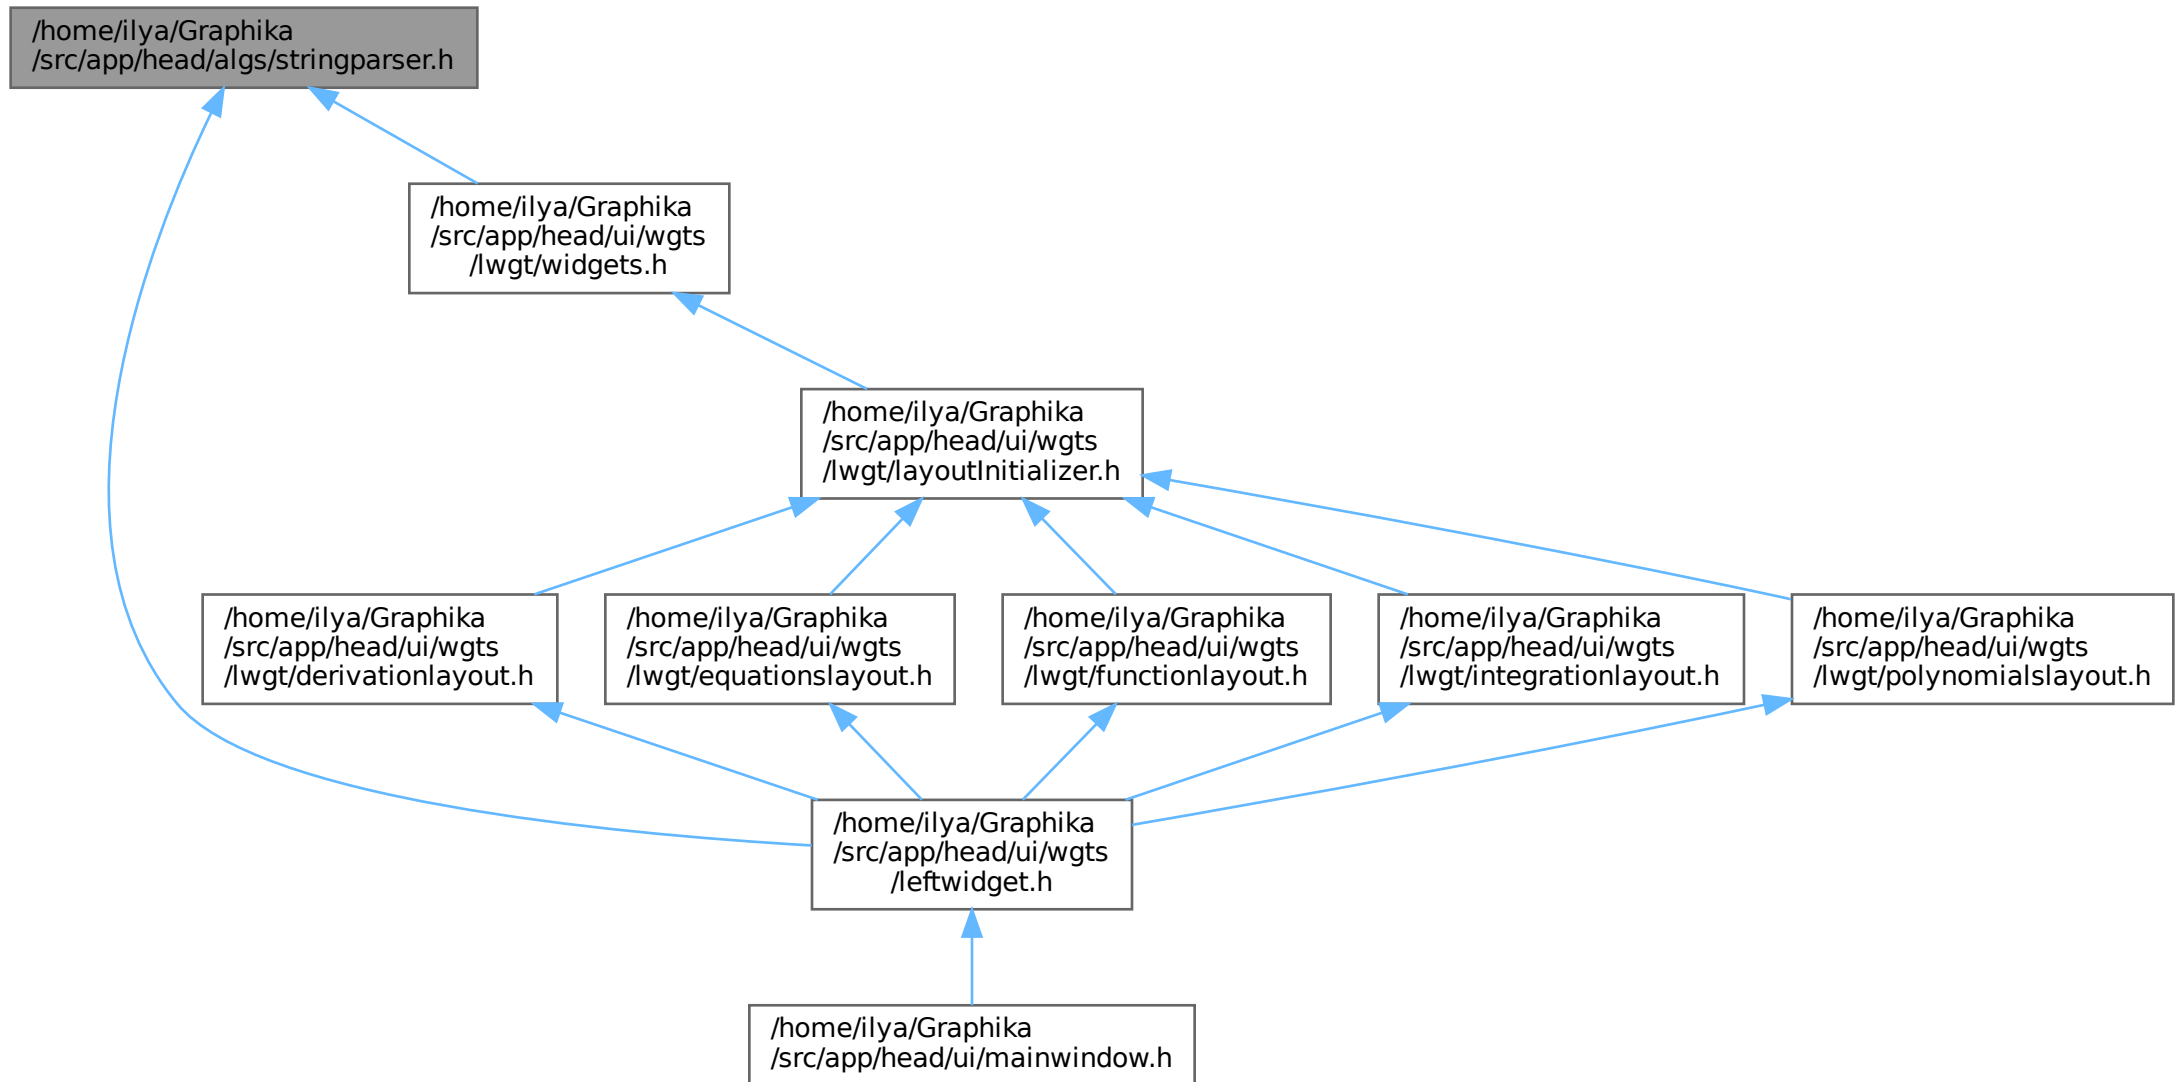 /home/ilya/Graphika
/src/app/head/algs/stringparser.h
/home/ilya/Graphika
/src/app/head/ui/wgts
/lwgt/widgets.h
/home/ilya/Graphika
/src/app/head/ui/wgts
/lwgt/layoutInitializer.h
/home/ilya/Graphika
/src/app/head/ui/wgts
/lwgt/derivationlayout.h
/home/ilya/Graphika
/src/app/head/ui/wgts
/lwgt/equationslayout.h
/home/ilya/Graphika
/src/app/head/ui/wgts
/lwgt/functionlayout.h
/home/ilya/Graphika
/src/app/head/ui/wgts
/lwgt/integrationlayout.h
/home/ilya/Graphika
/src/app/head/ui/wgts
/lwgt/polynomialslayout.h
/home/ilya/Graphika
/src/app/head/ui/wgts
/leftwidget.h
/home/ilya/Graphika
/src/app/head/ui/mainwindow.h